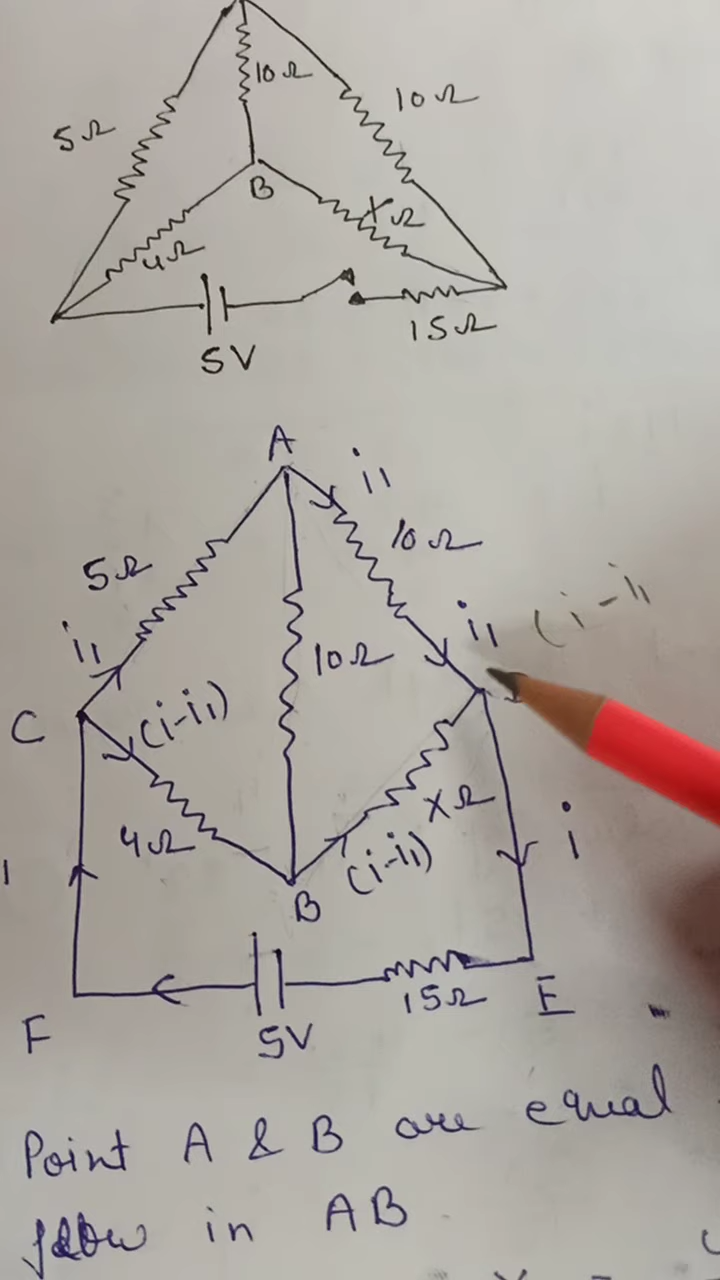 10Ω
10Ω
5Ω
B
XΩ
4Ω
15Ω
5V
A
i1
5Ω
10Ω
i1
i1
(i-i1
10Ω
C
(i-i1)
XΩ
4Ω
i
(i-i1)
B
15Ω
E
F
5V
Point A & B are equal
flow in AB